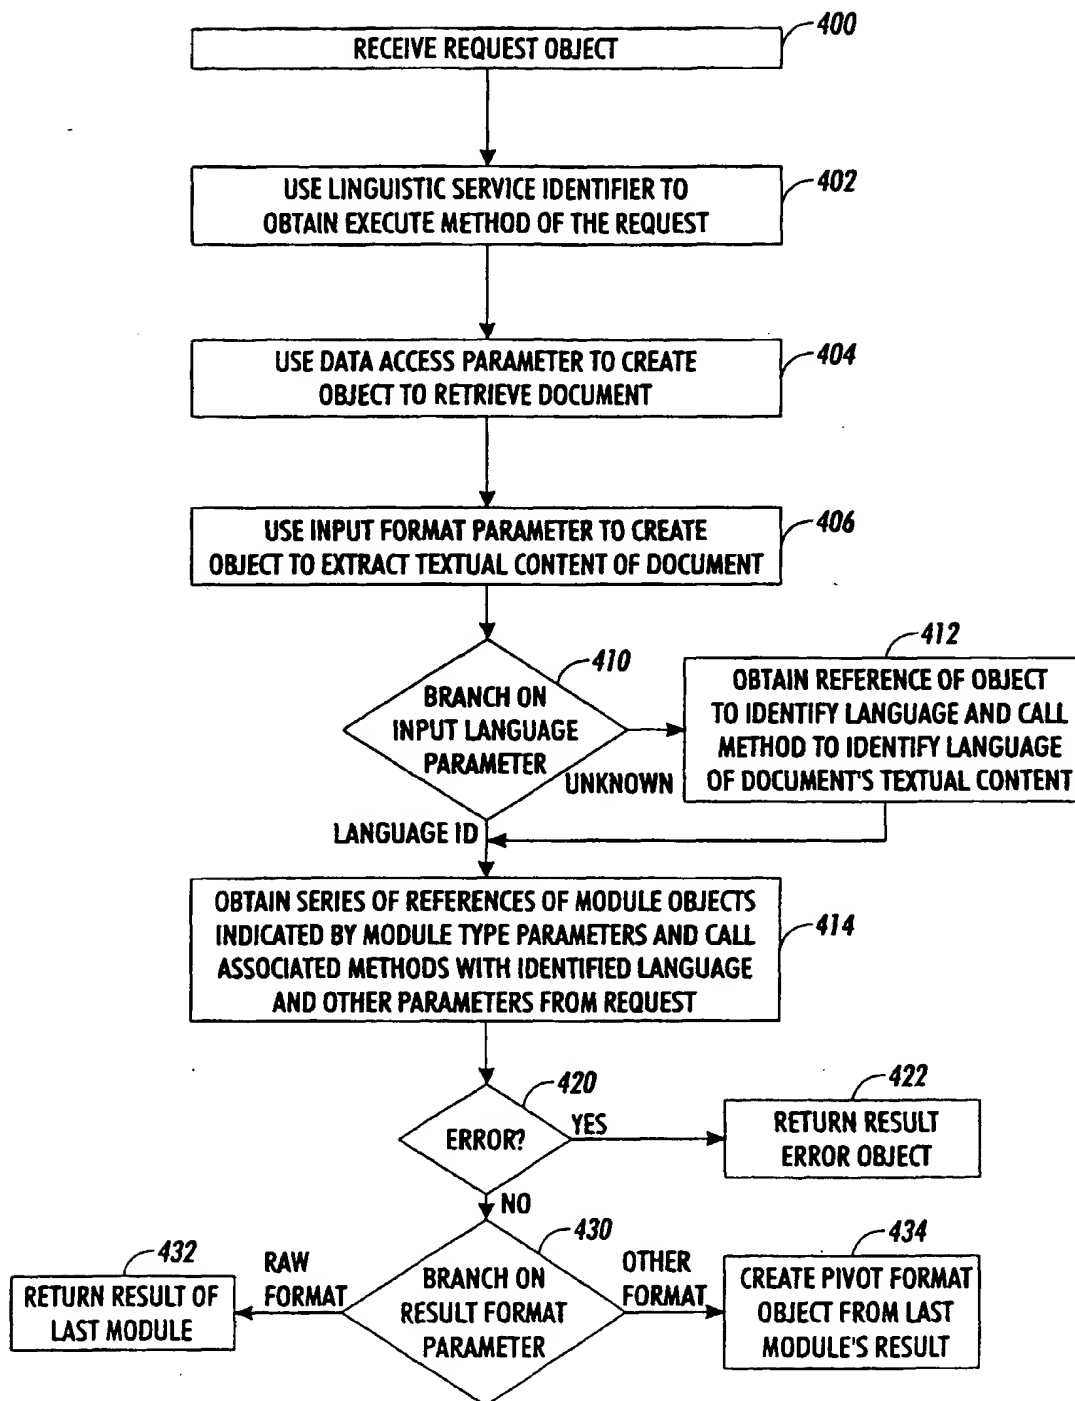 400
RECEIVE REQUEST OBJECT
402
USE LINGUISTIC SERVICE IDENTIFIER TO
OBTAIN EXECUTE METHOD OF THE REQUEST
404
USE DATA ACCESS PARAMETER TO CREATE
OBJECT TO RETRIEVE DOCUMENT
406
USE INPUT FORMAT PARAMETER TO CREATE
OBJECT TO EXTRACT TEXTUAL CONTENT OF DOCUMENT
410
BRANCH ON
INPUT LANGUAGE
PARAMETER
UNKNOWN
412
OBTAIN REFERENCE OF OBJECT
TO IDENTIFY LANGUAGE AND CALL
METHOD TO IDENTIFY LANGUAGE
OF DOCUMENT'S TEXTUAL CONTENT
LANGUAGE ID
414
OBTAIN SERIES OF REFERENCES OF MODULE OBJECTS
INDICATED BY MODULE TYPE PARAMETERS AND CALL
ASSOCIATED METHODS WITH IDENTIFIED LANGUAGE
AND OTHER PARAMETERS FROM REQUEST
420
ERROR?
YES
422
RETURN RESULT
ERROR OBJECT
NO
430
BRANCH ON
RESULT FORMAT
PARAMETER
RAW
FORMAT
432
RETURN RESULT OF
LAST MODULE
OTHER
FORMAT
434
CREATE PIVOT FORMAT
OBJECT FROM LAST
MODULE'S RESULT